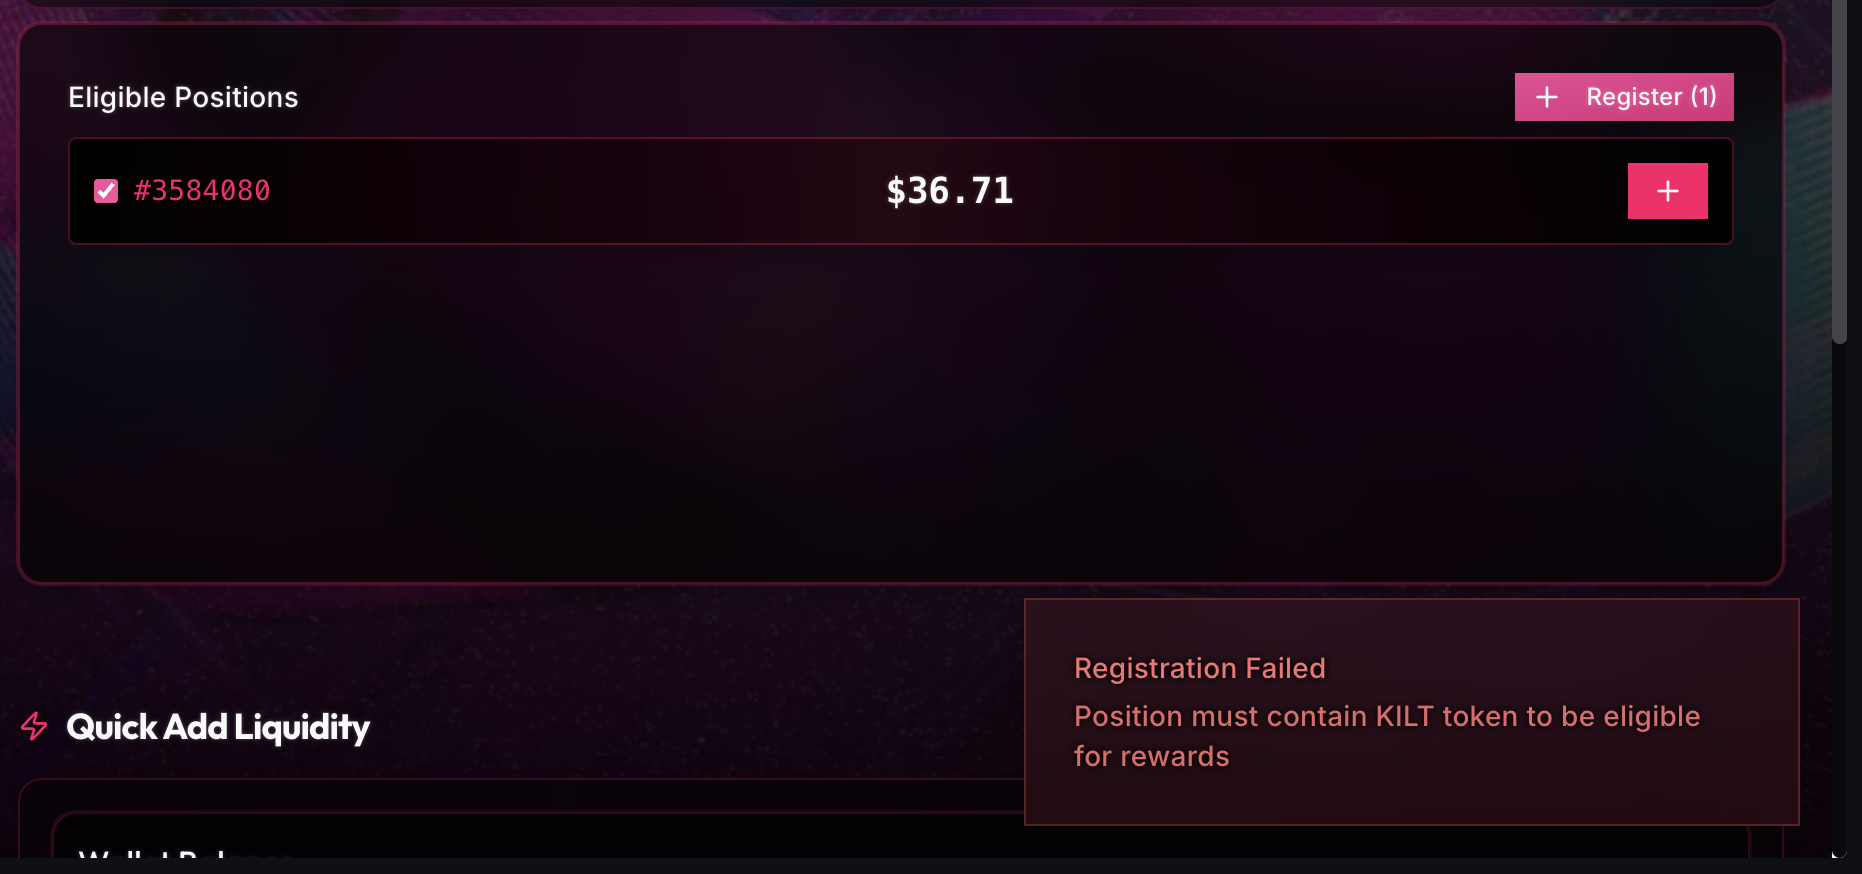 Eligible Positions
+ Register (1)
#3584080
$36.71
+
Registration Failed
Position must contain KILT token to be eligible
for rewards
Quick Add Liquidity